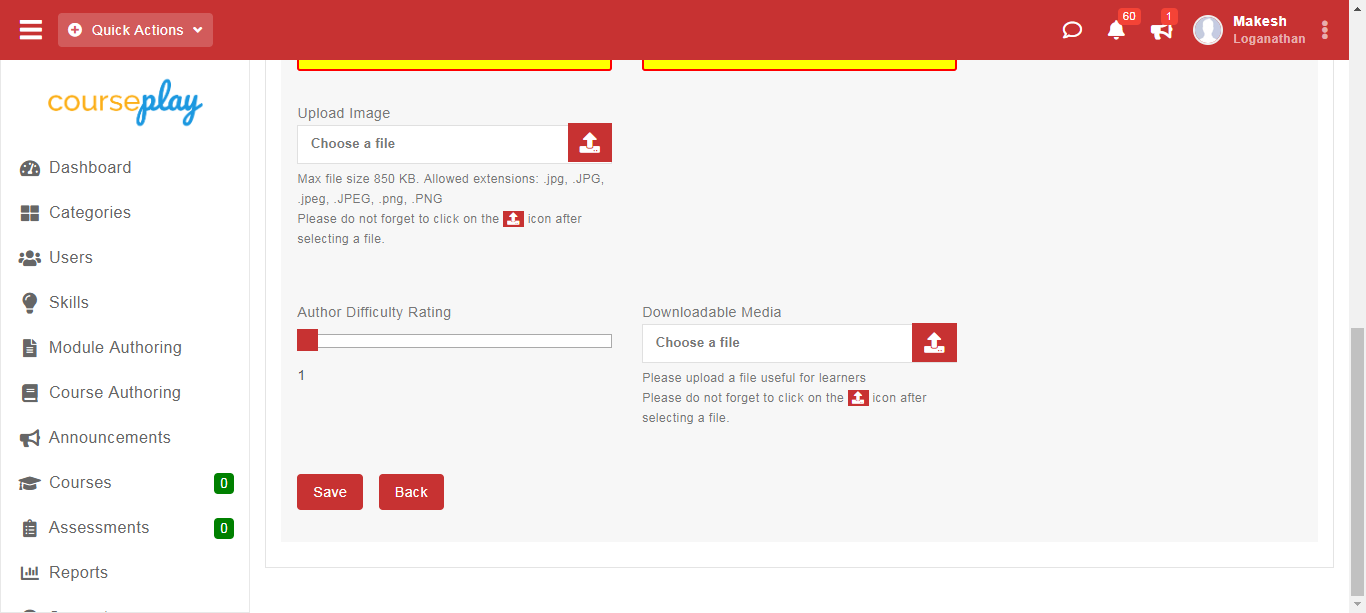 Quick Actions
60
1
Makesh
Loganathan
courseplay
Dashboard
Categories
Users
Skills
Module Authoring
Course Authoring
Announcements
Courses
0
Assessments
0
Reports
Upload Image
Choose a file
Max file size 850 KB. Allowed extensions: .jpg, .JPG,
.jpeg, .JPEG, .png, .PNG
Please do not forget to click on the icon after
selecting a file.
Author Difficulty Rating
1
Downloadable Media
Choose a file
Please upload a file useful for learners
Please do not forget to click on the icon after
selecting a file.
Save
Back